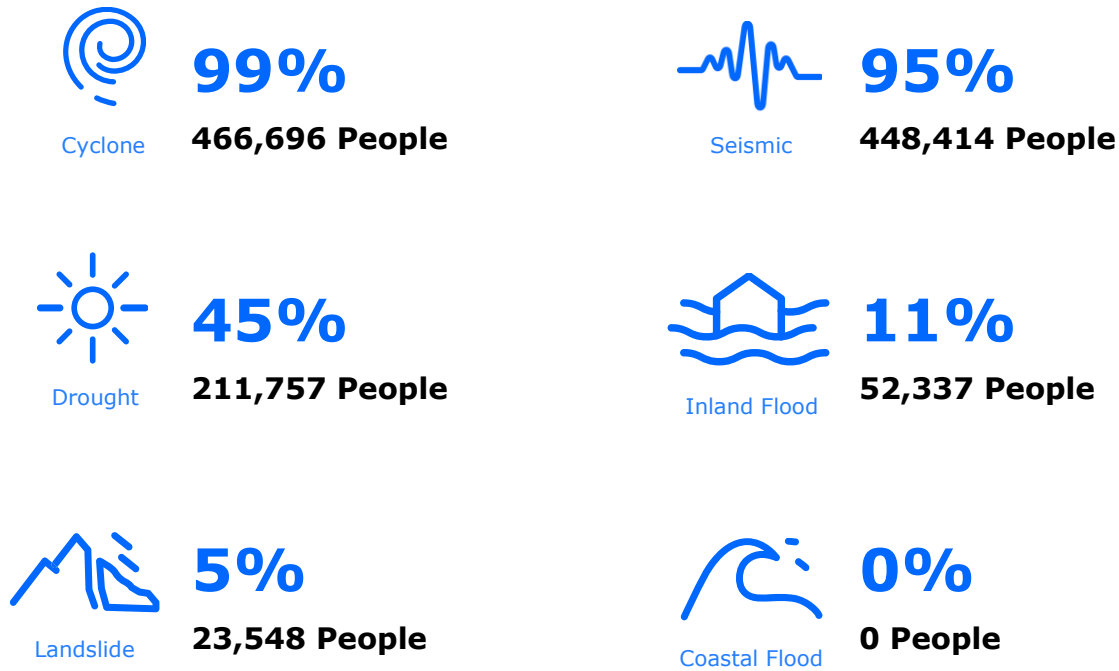 99%
466,696 People
Cyclone
95%
448,414 People
Seismic
45%
211,757 People
Drought
11%
52,337 People
Inland Flood
5%
23,548 People
Landslide
0%
0 People
Coastal Flood